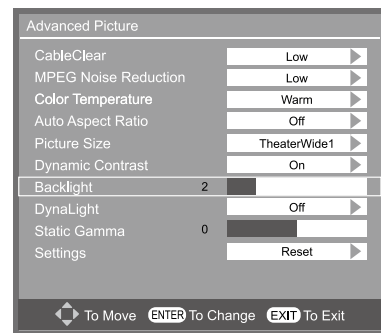 Advanced Picture
CableClear Low
MPEG Noise Reduction Low
Color Temperature Warm
Auto Aspect Ratio Off
Picture Size TheaterWide1
Dynamic Contrast On
Backlight 2
DynaLight Off
Static Gamma 0
Settings Reset
To Move ENTER To Change EXIT To Exit